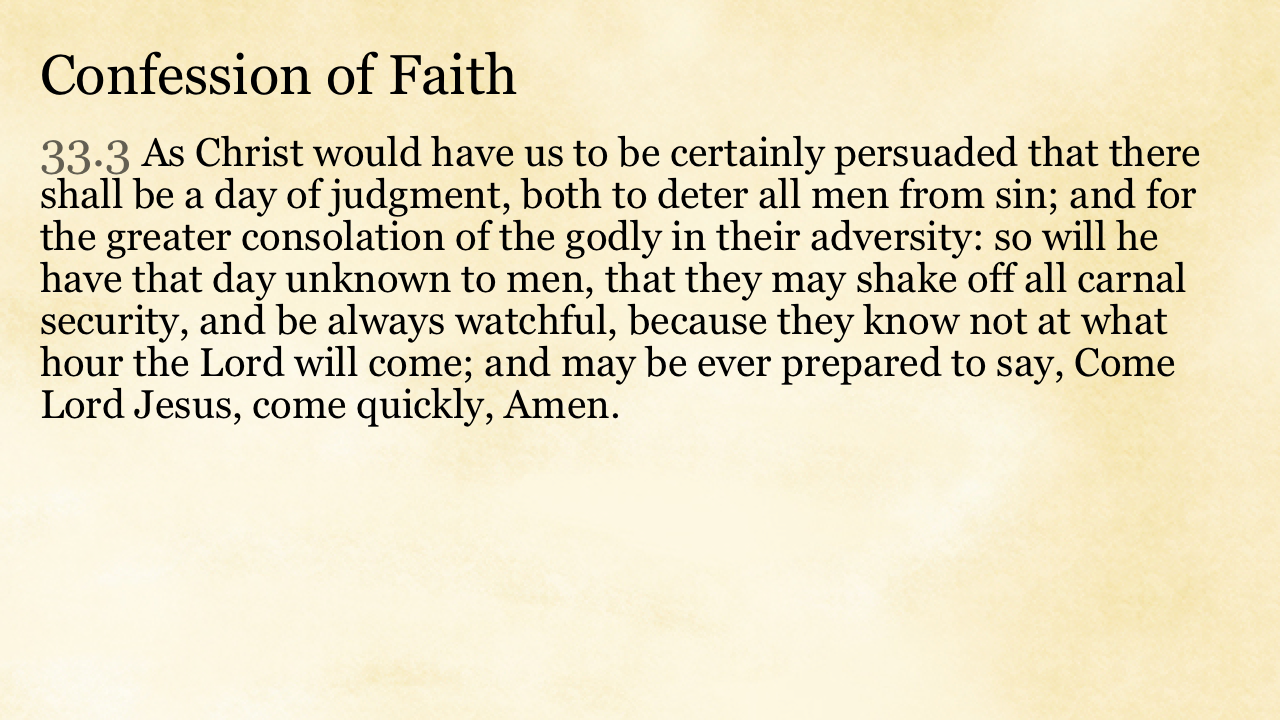 Confession of Faith
33.3 As Christ would have us to be certainly persuaded that there
shall be a day of judgment, both to deter all men from sin; and for
the greater consolation of the godly in their adversity: so will he
have that day unknown to men, that they may shake off all carnal
security, and be always watchful, because they know not at what
hour the Lord will come; and may be ever prepared to say, Come
Lord Jesus, come quickly, Amen.